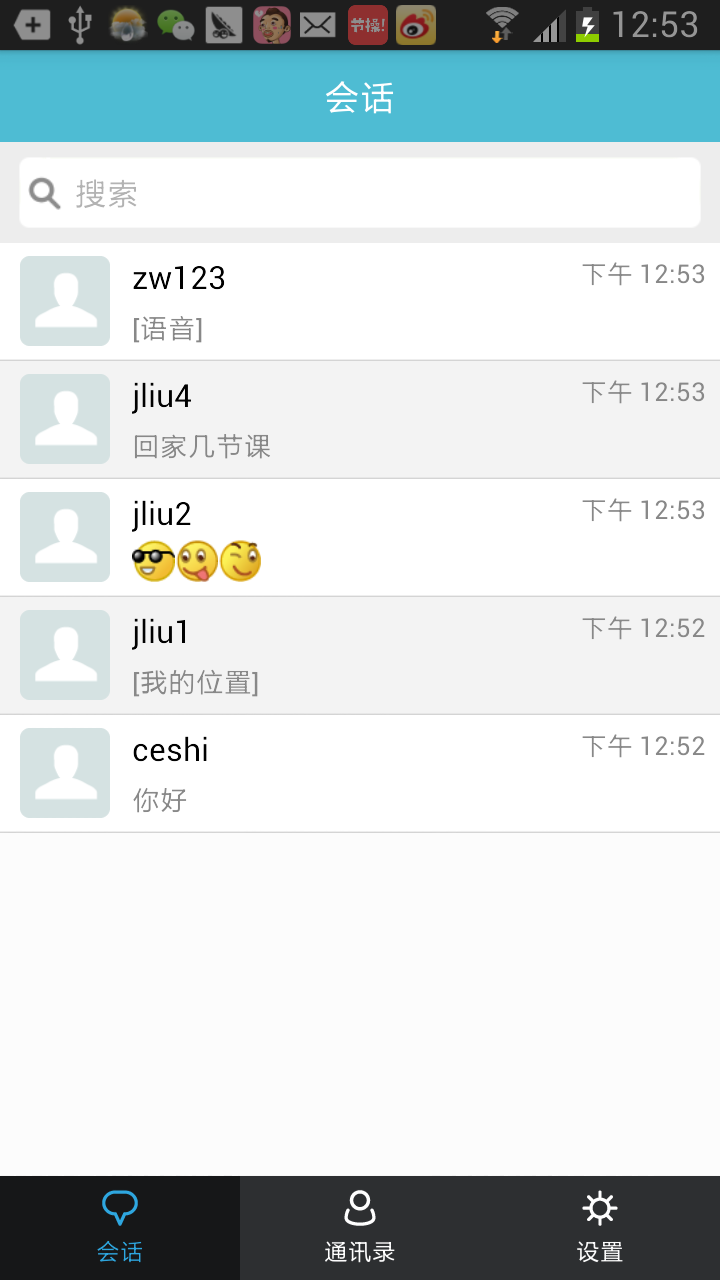 节操!
12:53
会话
搜索
zw123
下午 12:53
[语音]
jliu4
下午 12:53
回家几节课
jliu2
下午 12:53
jliu1
下午 12:52
[我的位置]
ceshi
下午 12:52
你好
会话
通讯录
设置